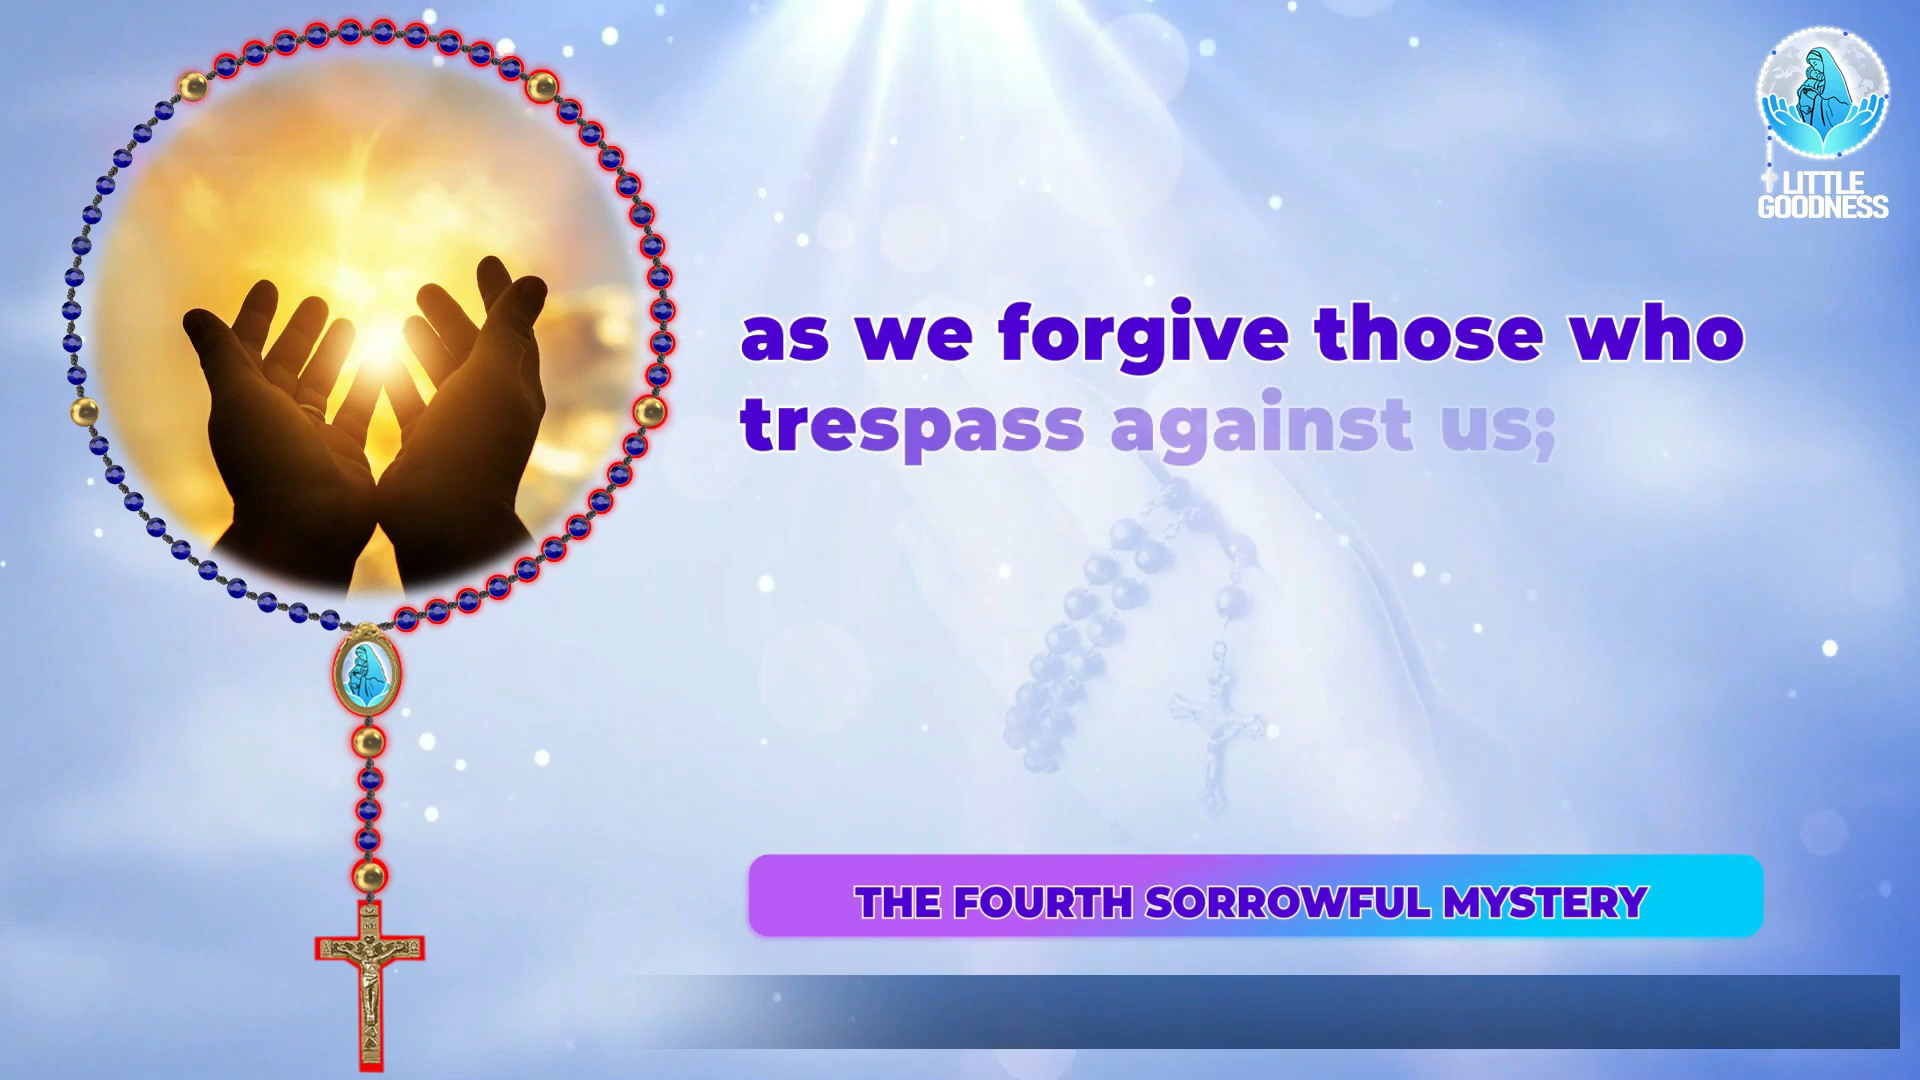 LITTLE
GOODNESS
as we forgive those who
trespass against us;
THE FOURTH SORROWFUL MYSTERY